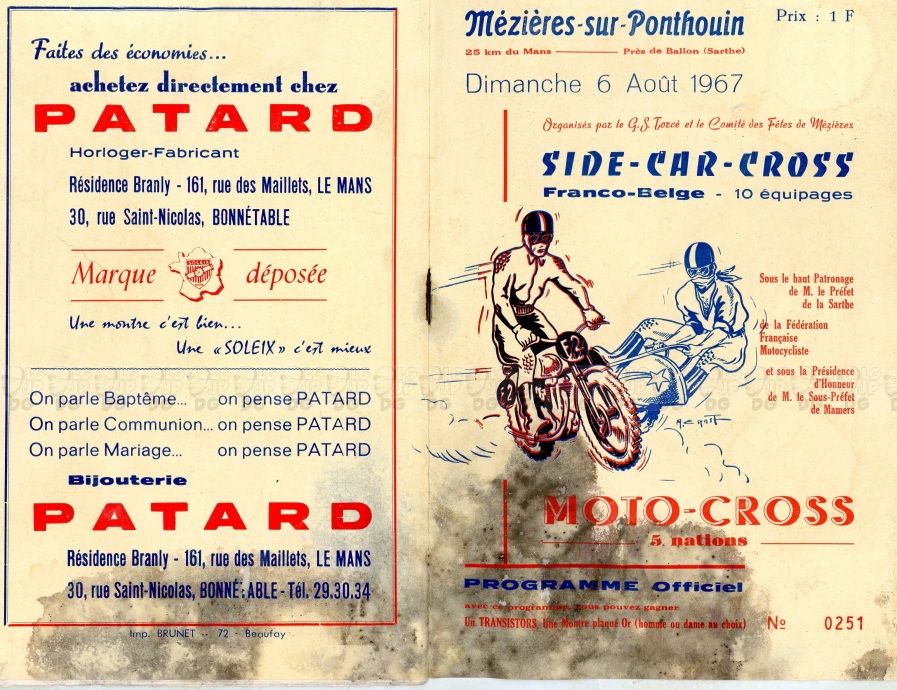 Faites des économies...
achetez directement chez
PATARD
Horloger-Fabricant
Résidence Branly - 161, rue des Maillets, LE MANS
30, rue Saint-Nicolas, BONNÉTABLE
Marque SOLEIX déposée
Une montre c'est bien...
Une «SOLEIX» c'est mieux
On parle Baptême... on pense PATARD
On parle Communion... on pense PATARD
On parle Mariage... on pense PATARD
Bijouterie
PATARD
Résidence Branly - 161, rue des Maillets, LE MANS
30, rue Saint-Nicolas, BONNÉTABLE - Tél. 29.30.34
Imp. BRUNET -- 72 - Beaufay
Mézières-sur-Ponthouin
Prix : 1 F
25 km du Mans ——— Près de Ballon (Sarthe)
Dimanche 6 Août 1967
Organisés par le G.S Torcé et le Comité des Fêtes de Mézières
SIDE-CAR-CROSS
Franco-Belge - 10 équipages
Sous le haut Patronage
de M. le Préfet
de la Sarthe
de la Fédération
Française
Motocycliste
et sous la Présidence
d'Honneur
de M. le Sous-Préfet
de Mamers
MOTO-CROSS
5 nations
PROGRAMME Officiel
avec ce programme, vous pouvez gagner
Un TRANSISTORS, Une Montre plaqué Or (homme ou dame au choix)
No 0251